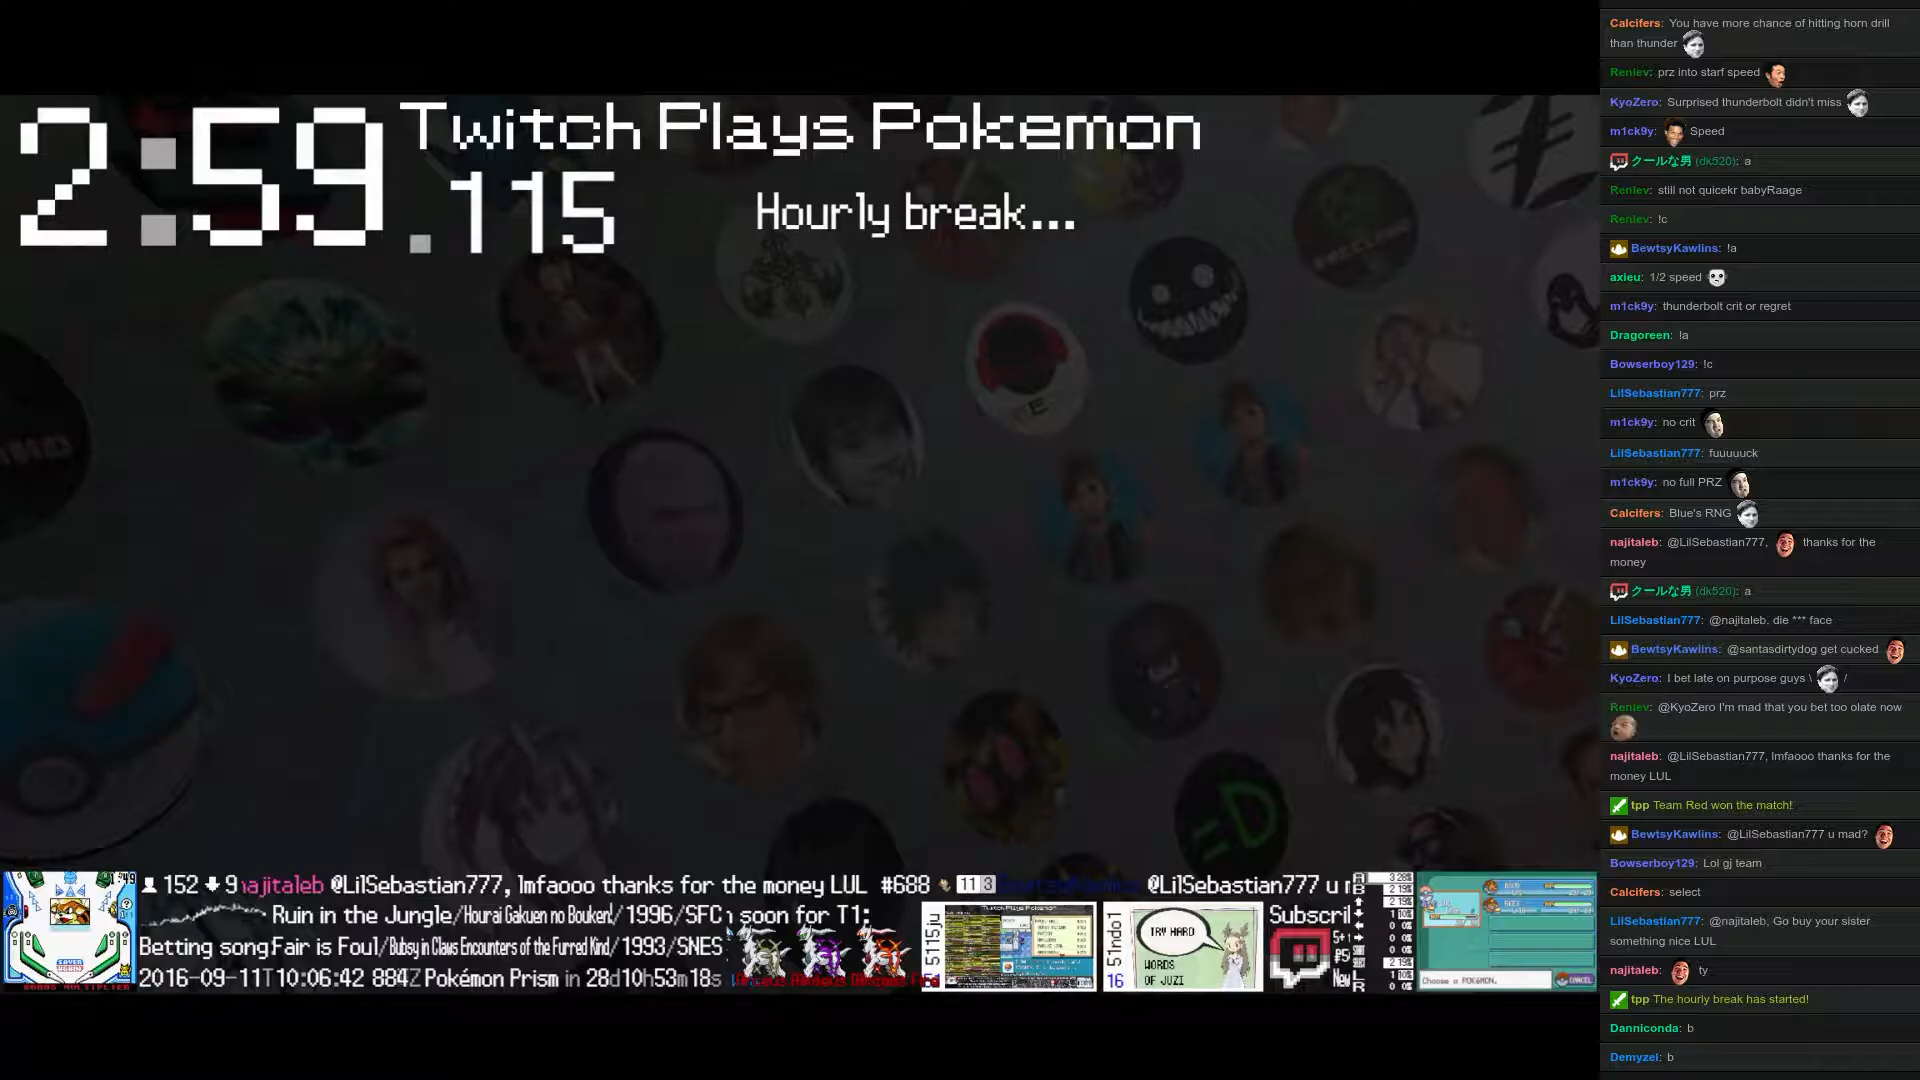 2:59.115
Twitch Plays Pokemon
Hourly break...
152 9
najitaleb @LilSebastian777, lmfaooo thanks for the money LUL #688
11 3
@LilSebastian777 u
Ruin in the Jungle/Hourai Gakuen no Bouken!/1996/SFC
soon for T1:
Betting song Fair is Foul/Bubsy in Claws Encounters of the Furred Kind/1993/SNES
2016-09-11T10:06:42 884Z Pokémon Prism in 28d10h53m18s
5115ju
Twitch Plays Pokemon
51ndo1
16
TRY HARD
WORDS
OF JUZI
Subscri
Choose a POKéMON.
CANCEL
Calcifers: You have more chance of hitting horn drill
than thunder
Renlev: prz into starf speed
KyoZero: Surprised thunderbolt didn't miss
m1ck9y: Speed
クールな男 (dk520): a
Renlev: still not quicekr babyRaage
Renlev: !c
BewtsyKawlins: !a
axieu: 1/2 speed
m1ck9y: thunderbolt crit or regret
Dragoreen: !a
Bowserboy129: !c
LilSebastian777: prz
m1ck9y: no crit
LilSebastian777: fuuuuuck
m1ck9y: no full PRZ
Calcifers: Blue's RNG
najitaleb: @LilSebastian777, thanks for the
money
クールな男 (dk520): a
LilSebastian777: @najitaleb. die *** face
BewtsyKawlins: @santasdirtydog get cucked
KyoZero: I bet late on purpose guys \ /
Renlev: @KyoZero I'm mad that you bet too olate now
najitaleb: @LilSebastian777, lmfaooo thanks for the
money LUL
tpp Team Red won the match!
BewtsyKawlins: @LilSebastian777 u mad?
Bowserboy129: Lol gj team
Calcifers: select
LilSebastian777: @najitaleb, Go buy your sister
something nice LUL
najitaleb: ty
tpp The hourly break has started!
Danniconda: b
Demyzel: b